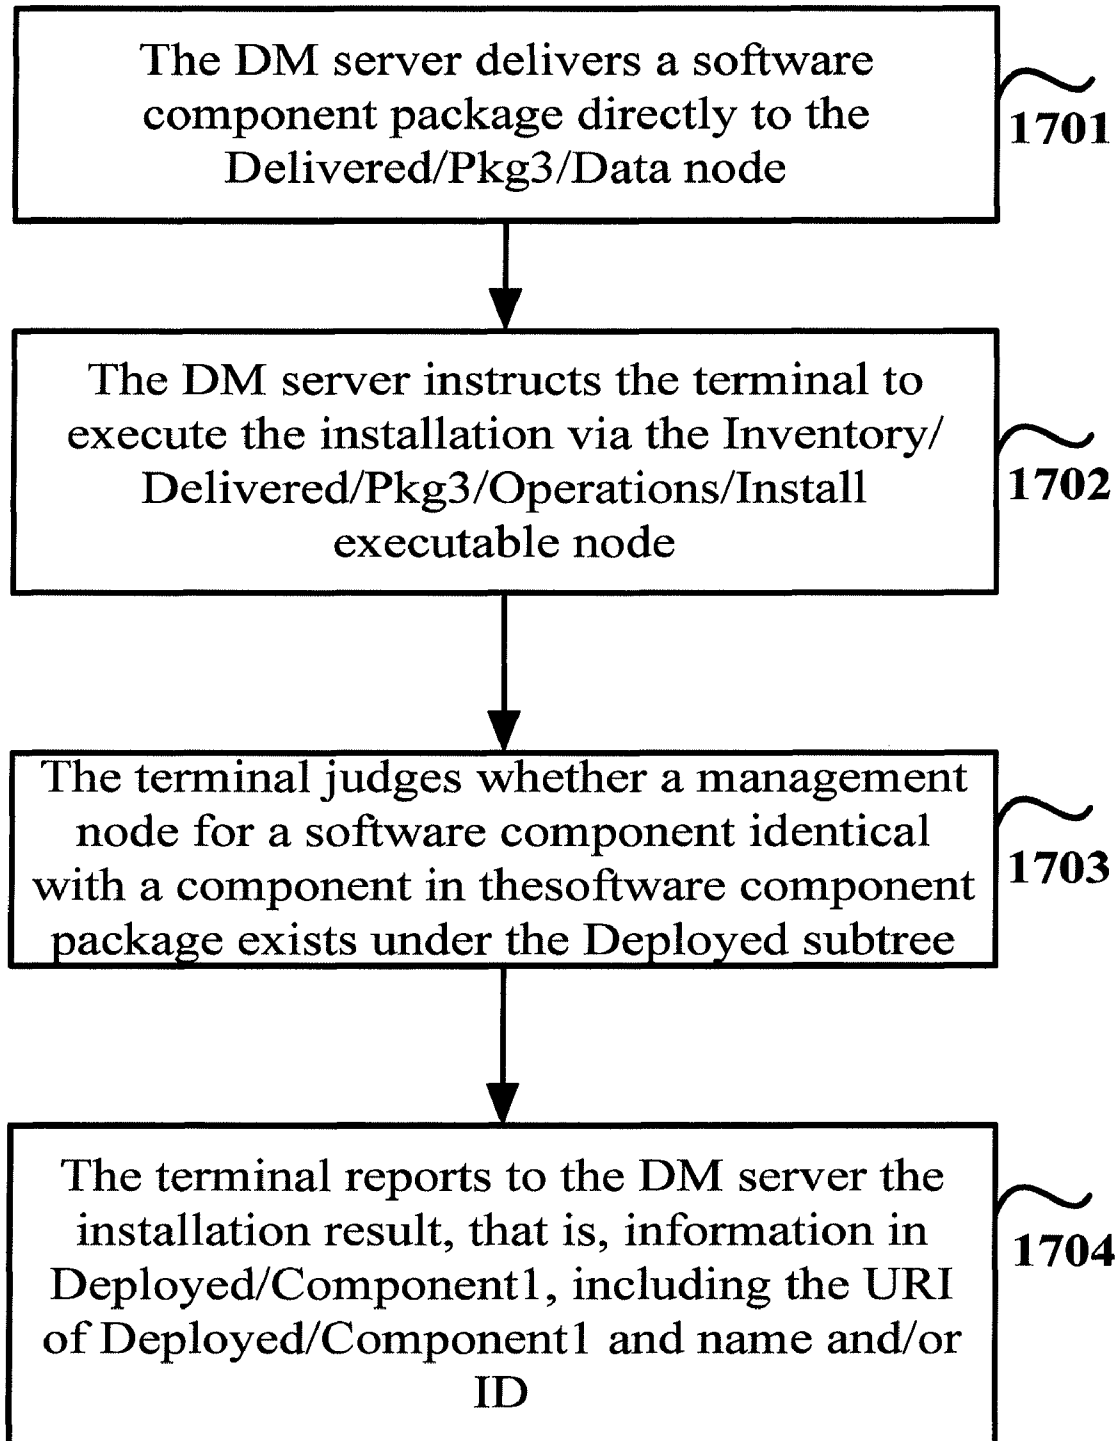 The DM server delivers a software
component package directly to the
Delivered/Pkg3/Data node
1701
The DM server instructs the terminal to
execute the installation via the Inventory/
Delivered/Pkg3/Operations/Install
executable node
1702
The terminal judges whether a management
node for a software component identical
with a component in thesoftware component
package exists under the Deployed subtree
1703
The terminal reports to the DM server the
installation result, that is, information in
Deployed/Component1, including the URI
of Deployed/Component1 and name and/or
ID
1704